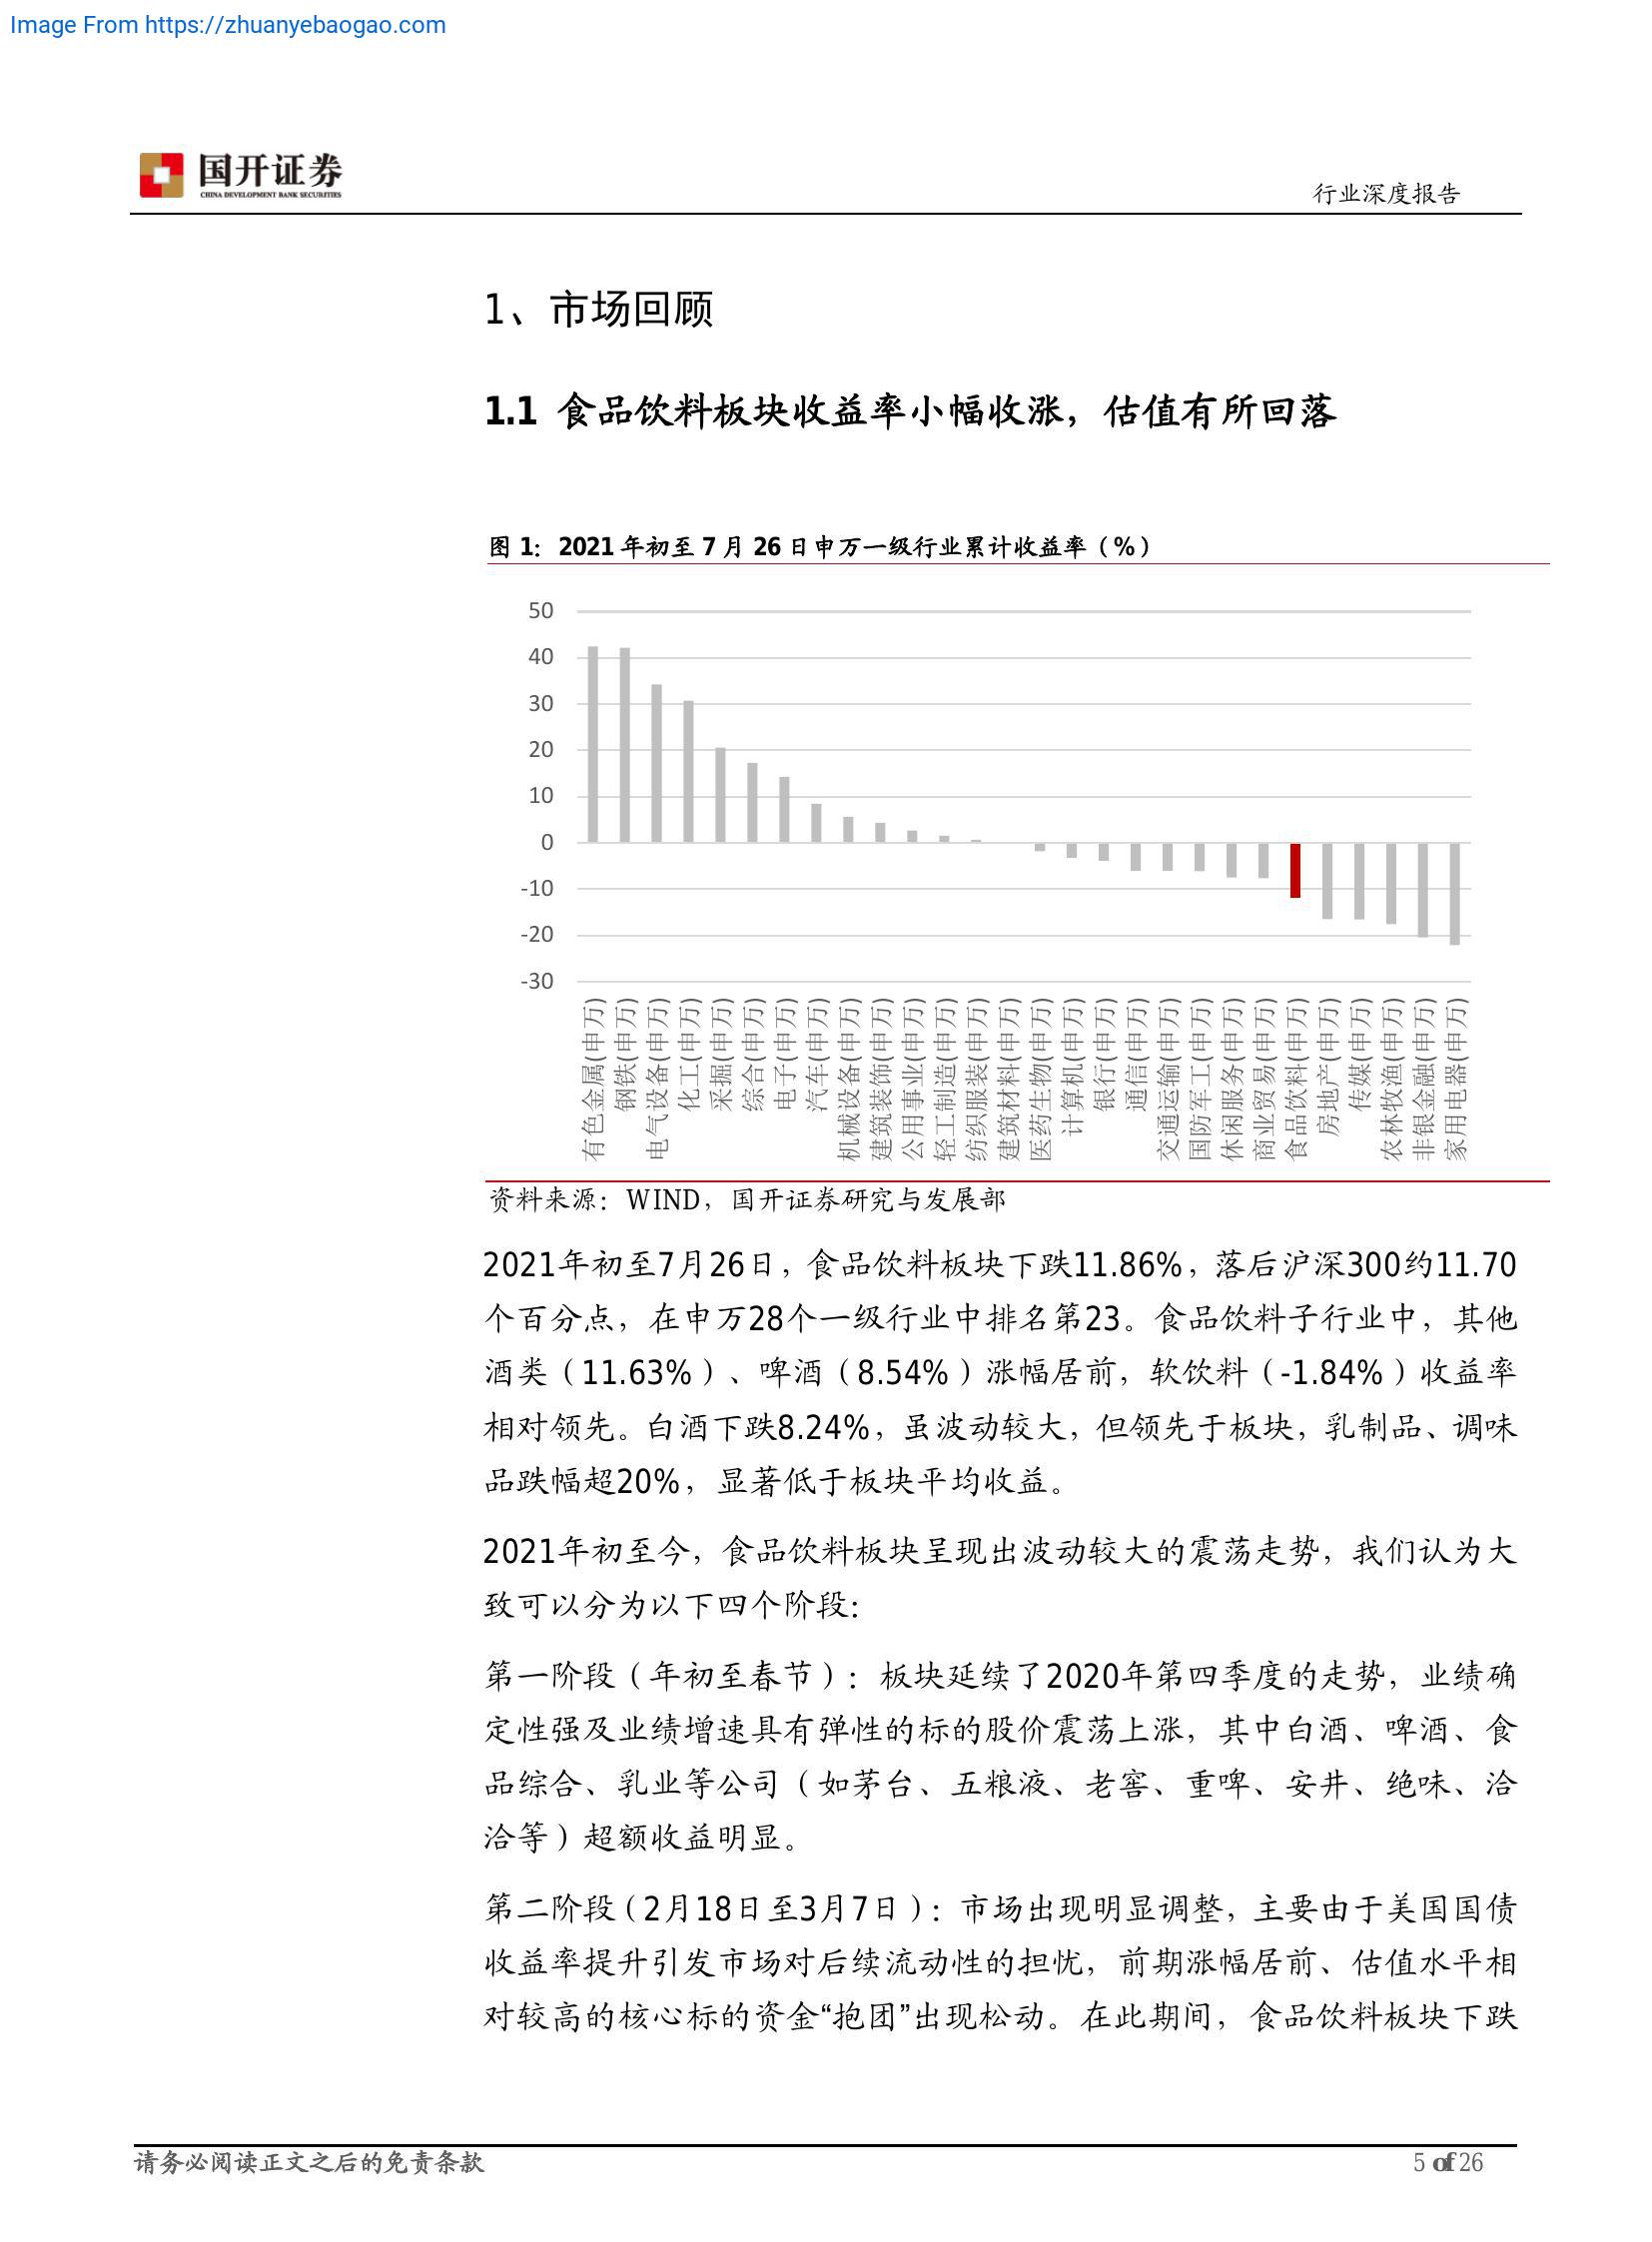 Image From https://zhuanyebaogao.com
国开证券
CHINA DEVELOPMENT BANK SECURITIES
行业深度报告
1、市场回顾
1.1 食品饮料板块收益率小幅收涨，估值有所回落
图 1：2021 年初至 7 月 26 日申万一级行业累计收益率（%）
50
40
30
20
10
0
-10
-20
-30
有色金属(申万)
钢铁(申万)
电气设备(申万)
化工(申万)
采掘(申万)
综合(申万)
电子(申万)
汽车(申万)
机械设备(申万)
建筑装饰(申万)
公用事业(申万)
轻工制造(申万)
纺织服装(申万)
建筑材料(申万)
医药生物(申万)
计算机(申万)
银行(申万)
通信(申万)
交通运输(申万)
国防军工(申万)
休闲服务(申万)
商业贸易(申万)
食品饮料(申万)
房地产(申万)
传媒(申万)
农林牧渔(申万)
非银金融(申万)
家用电器(申万)
资料来源：WIND，国开证券研究与发展部
2021年初至7月26日，食品饮料板块下跌11.86%，落后沪深300约11.70
个百分点，在申万28个一级行业中排名第23。食品饮料子行业中，其他
酒类（11.63%）、啤酒（8.54%）涨幅居前，软饮料（-1.84%）收益率
相对领先。白酒下跌8.24%，虽波动较大，但领先于板块，乳制品、调味
品跌幅超20%，显著低于板块平均收益。
2021年初至今，食品饮料板块呈现出波动较大的震荡走势，我们认为大
致可以分为以下四个阶段：
第一阶段（年初至春节）：板块延续了2020年第四季度的走势，业绩确
定性强及业绩增速具有弹性的标的股价震荡上涨，其中白酒、啤酒、食
品综合、乳业等公司（如茅台、五粮液、老窖、重啤、安井、绝味、洽
洽等）超额收益明显。
第二阶段（2月18日至3月7日）：市场出现明显调整，主要由于美国国债
收益率提升引发市场对后续流动性的担忧，前期涨幅居前、估值水平相
对较高的核心标的资金“抱团”出现松动。在此期间，食品饮料板块下跌
请务必阅读正文之后的免责条款
5 of 26